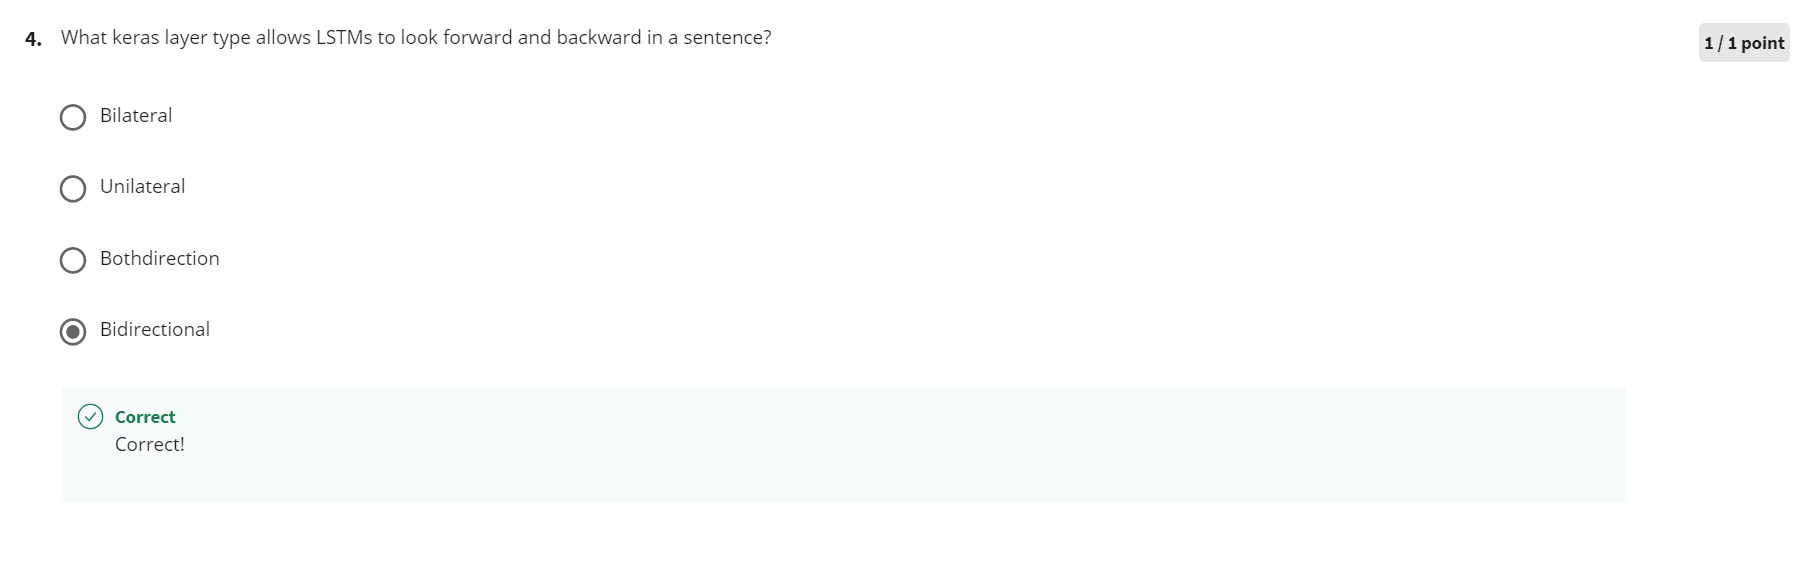 4. What keras layer type allows LSTMs to look forward and backward in a sentence?
1 / 1 point
Bilateral
Unilateral
Bothdirection
Bidirectional
Correct
Correct!